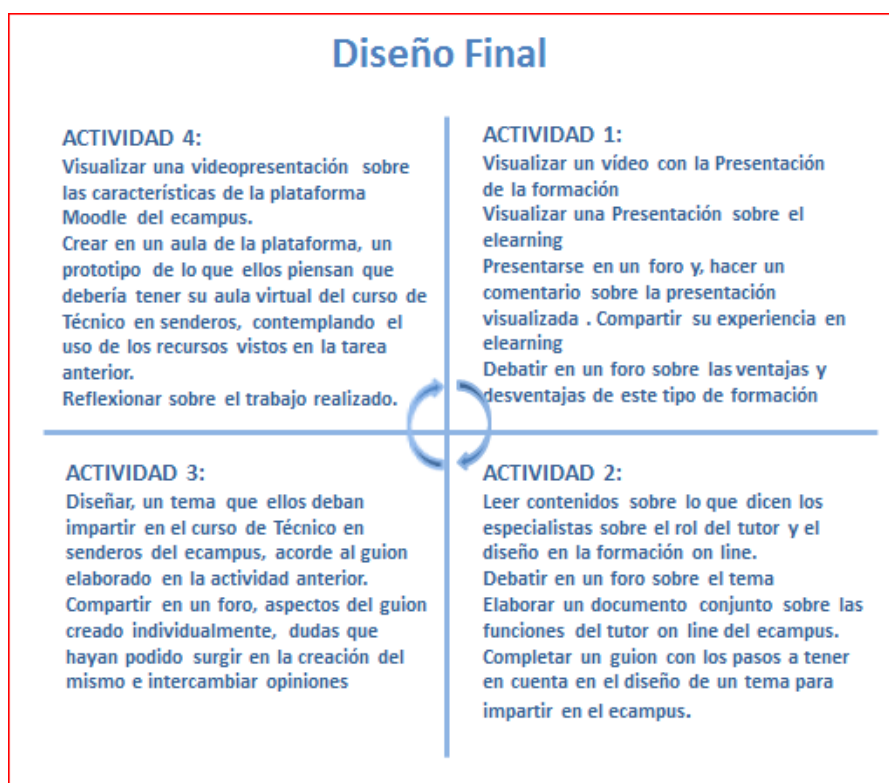 Diseño Final
ACTIVIDAD 4:
Visualizar una videopresentación sobre
las características de la plataforma
Moodle del ecampus.
Crear en un aula de la plataforma, un
prototipo de lo que ellos piensan que
debería tener su aula virtual del curso de
Técnico en senderos, contemplando el
uso de los recursos vistos en la tarea
anterior.
Reflexionar sobre el trabajo realizado.
ACTIVIDAD 1:
Visualizar un vídeo con la Presentación
de la formación
Visualizar una Presentación sobre el
elearning
Presentarse en un foro y, hacer un
comentario sobre la presentación
visualizada . Compartir su experiencia en
elearning
Debatir en un foro sobre las ventajas y
desventajas de este tipo de formación
ACTIVIDAD 3:
Diseñar, un tema que ellos deban
impartir en el curso de Técnico en
senderos del ecampus, acorde al guion
elaborado en la actividad anterior.
Compartir en un foro, aspectos del guion
creado individualmente, dudas que
hayan podido surgir en la creación del
mismo e intercambiar opiniones
ACTIVIDAD 2:
Leer contenidos sobre lo que dicen los
especialistas sobre el rol del tutor y el
diseño en la formación on line.
Debatir en un foro sobre el tema
Elaborar un documento conjunto sobre las
funciones del tutor on line del ecampus.
Completar un guion con los pasos a tener
en cuenta en el diseño de un tema para
impartir en el ecampus.